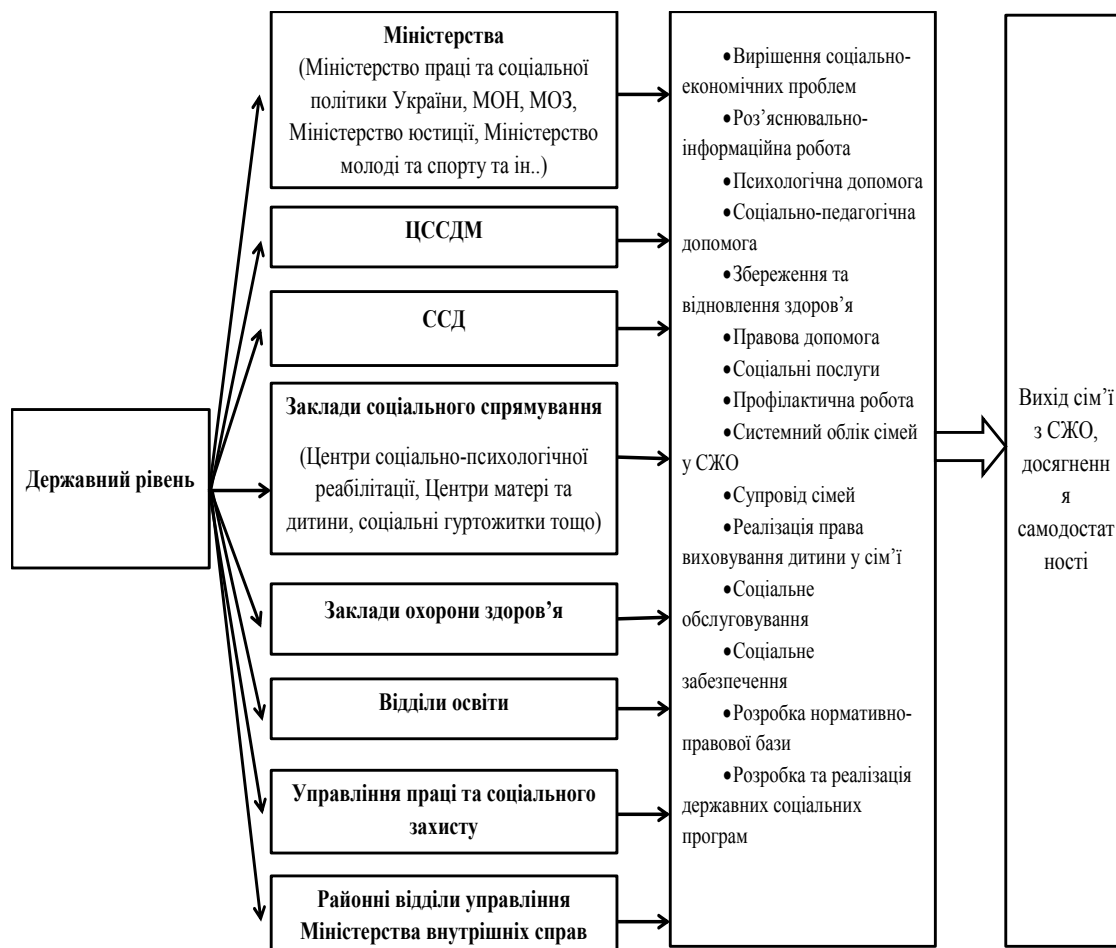 Державний рівень
Міністерства
(Міністерство праці та соціальної
політики України, МОН, МОЗ,
Міністерство юстиції, Міністерство
молоді та спорту та ін..)
ЦССДМ
ССД
Заклади соціального спрямування
(Центри соціально-психологічної
реабілітації, Центри матері та
дитини, соціальні гуртожитки тощо)
Заклади охорони здоров’я
Відділи освіти
Управління праці та соціального
захисту
Районні відділи управління
Міністерства внутрішніх справ
•Вирішення соціально-
економічних проблем
•Роз’яснювально-
інформаційна робота
•Психологічна допомога
•Соціально-педагогічна
допомога
•Збереження та
відновлення здоров’я
•Правова допомога
•Соціальні послуги
•Профілактична робота
•Системний облік сімей
у СЖО
•Супровід сімей
•Реалізація права
виховування дитини у сім’ї
•Соціальне
обслуговування
•Соціальне
забезпечення
•Розробка нормативно-
правової бази
•Розробка та реалізація
державних соціальних
програм
Вихід сім’ї
з СЖО,
досягненн
я
самодостат
ності